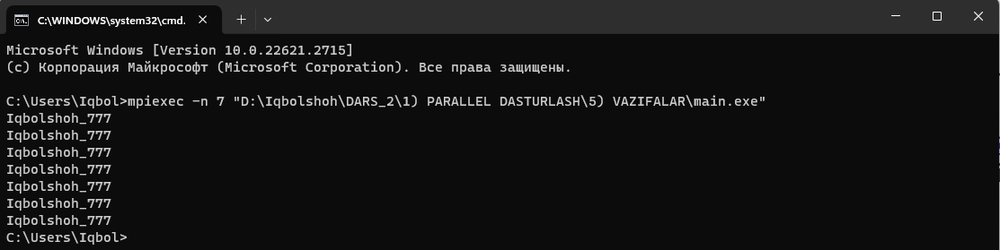 C:\WINDOWS\system32\cmd.
Microsoft Windows [Version 10.0.22621.2715]
(c) Корпорация Майкрософт (Microsoft Corporation). Все права защищены.
C:\Users\Iqbol>mpiexec -n 7 "D:\Iqbolshoh\DARS_2\1) PARALLEL DASTURLASH\5) VAZIFALAR\main.exe"
Iqbolshoh_777
Iqbolshoh_777
Iqbolshoh_777
Iqbolshoh_777
Iqbolshoh_777
Iqbolshoh_777
Iqbolshoh_777
C:\Users\Iqbol>